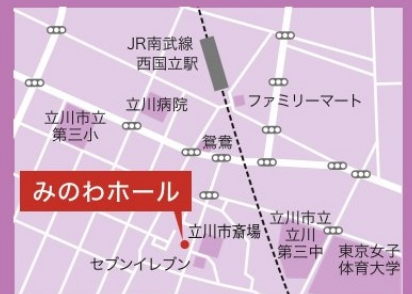 JR南武線
西国立駅
ファミリーマート
立川病院
立川市立
第三小
鴛鴦
みのわホール
立川市斎場
セブンイレブン
立川市立
立川
第三中
東京女子
体育大学